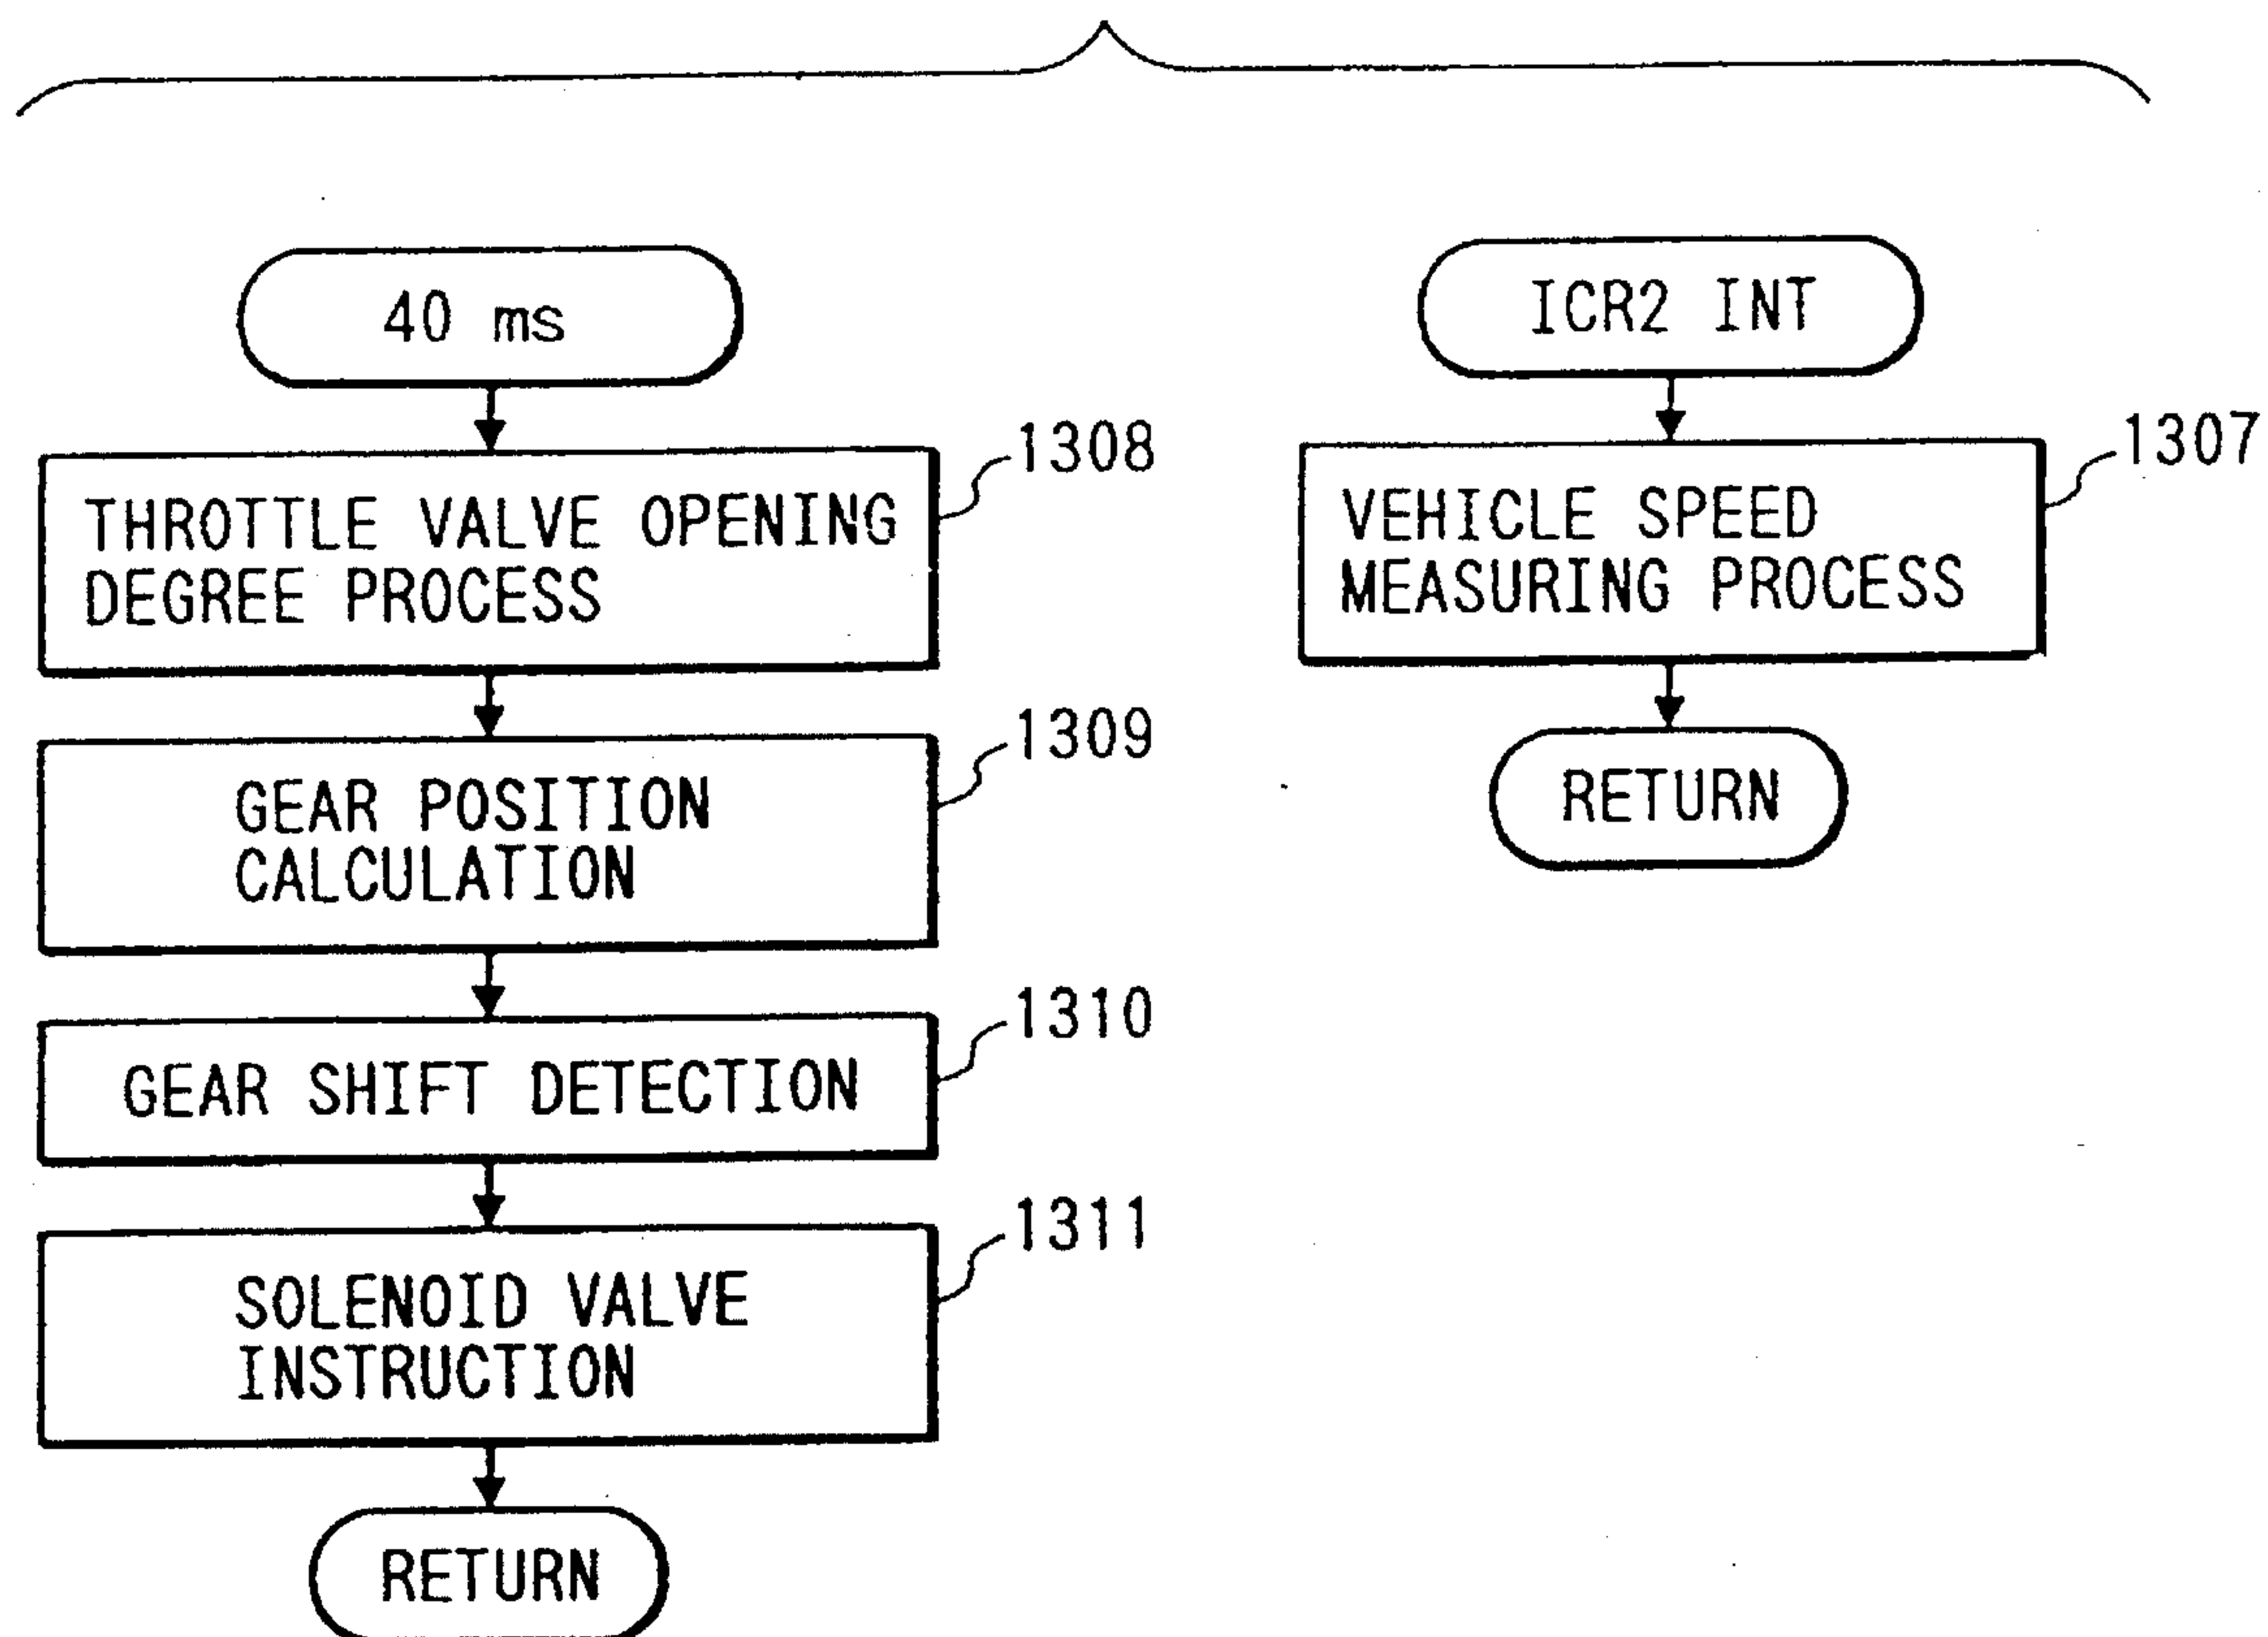 40 ms
1308
THROTTLE VALVE OPENING
DEGREE PROCESS
1309
GEAR POSITION
CALCULATION
1310
GEAR SHIFT DETECTION
1311
SOLENOID VALVE
INSTRUCTION
RETURN
ICR2 INT
1307
VEHICLE SPEED
MEASURING PROCESS
RETURN